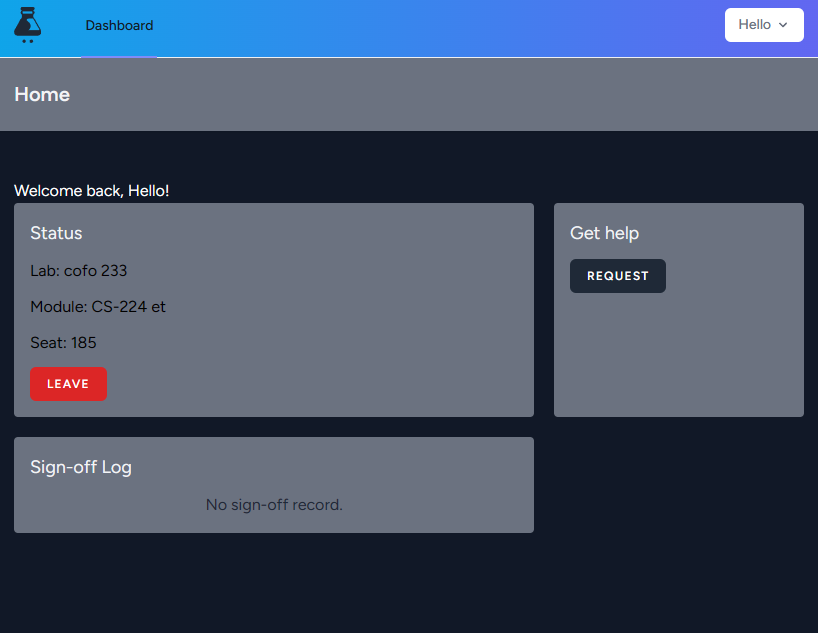 Dashboard
Hello
Home
Welcome back, Hello!
Status
Lab: cofo 233
Module: CS-224 et
Seat: 185
LEAVE
Get help
REQUEST
Sign-off Log
No sign-off record.